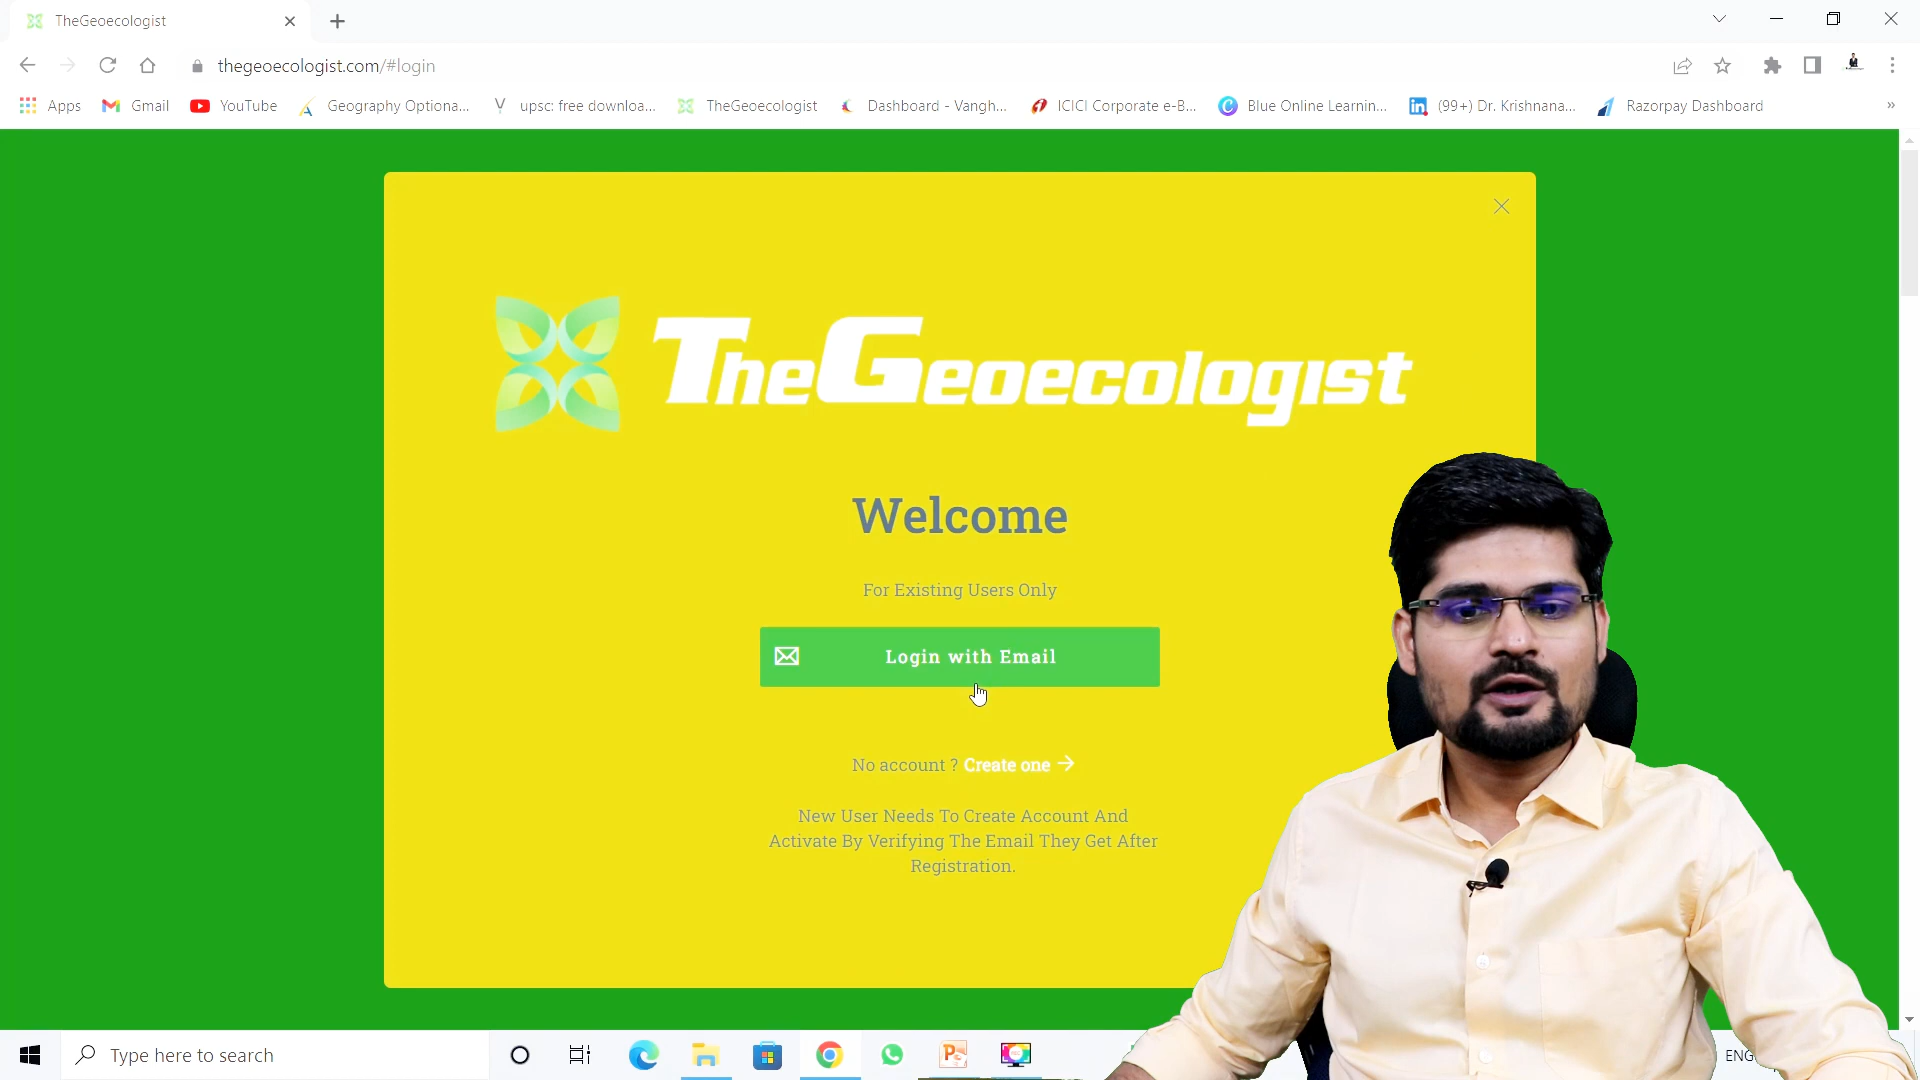 TheGeoecologist
thegeoecologist.com/#login
Apps Gmail YouTube Geography Optiona... upsc: free downloa... TheGeoecologist Dashboard - Vangh... ICICI Corporate e-B... Blue Online Learnin... (99+) Dr. Krishnana... Razorpay Dashboard »
TheGeoecologist
Welcome
For Existing Users Only
Login with Email
No account ? Create one →
New User Needs To Create Account And
Activate By Verifying The Email They Get After
Registration.
Type here to search
ENG